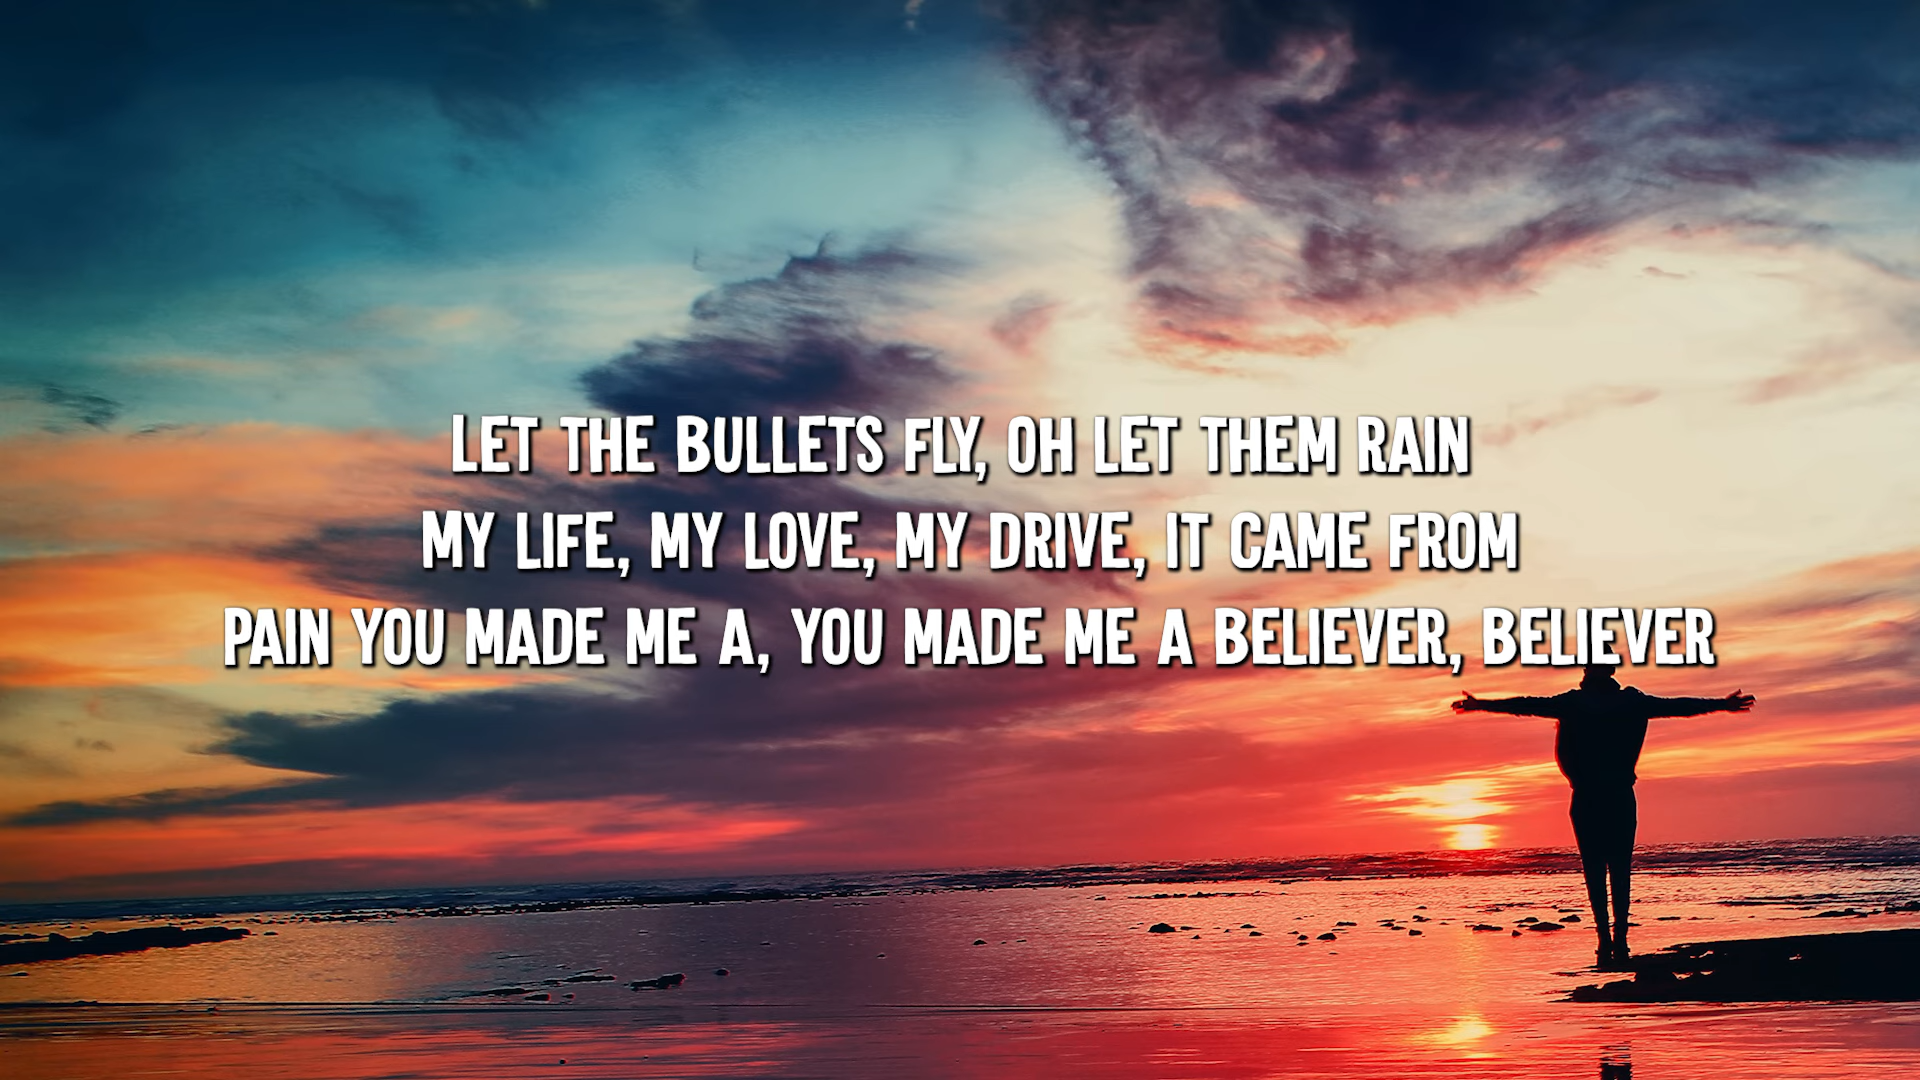 LET THE BULLETS FLY, OH LET THEM RAIN
MY LIFE, MY LOVE, MY DRIVE, IT CAME FROM
PAIN YOU MADE ME A, YOU MADE ME A BELIEVER, BELIEVER